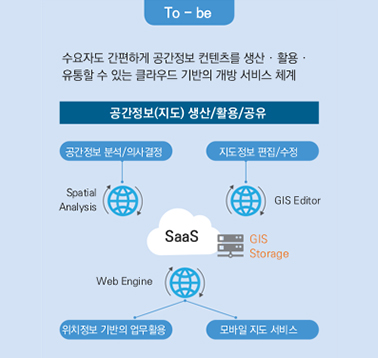 To - be
수요자도 간편하게 공간정보 컨텐츠를 생산 · 활용 ·
유통할 수 있는 클라우드 기반의 개방 서비스 체계
공간정보(지도) 생산/활용/공유
공간정보 분석/의사결정
지도정보 편집/수정
Spatial
Analysis
GIS Editor
SaaS
GIS
Storage
Web Engine
위치정보 기반의 업무활용
모바일 지도 서비스